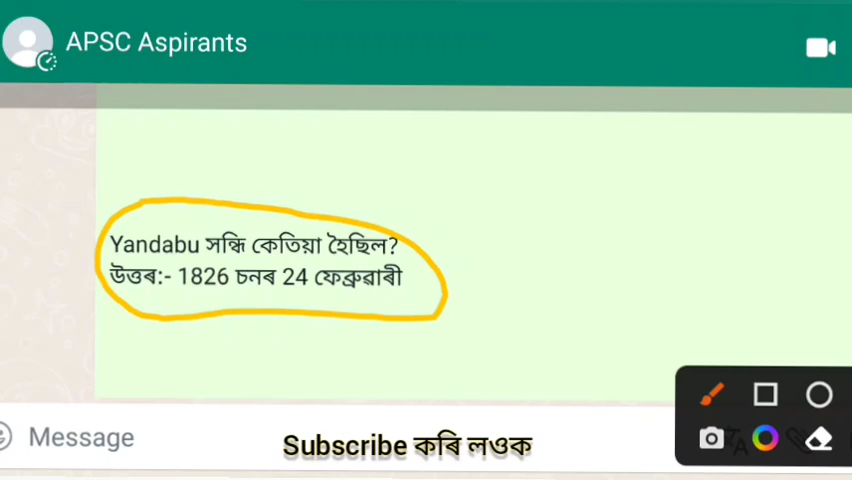 APSC Aspirants
Yandabu সন্ধি কেতিয়া হৈছিল?
উত্তৰ:- 1826 চনৰ 24 ফেব্ৰুৱাৰী
Message
Subscribe কৰি লওক